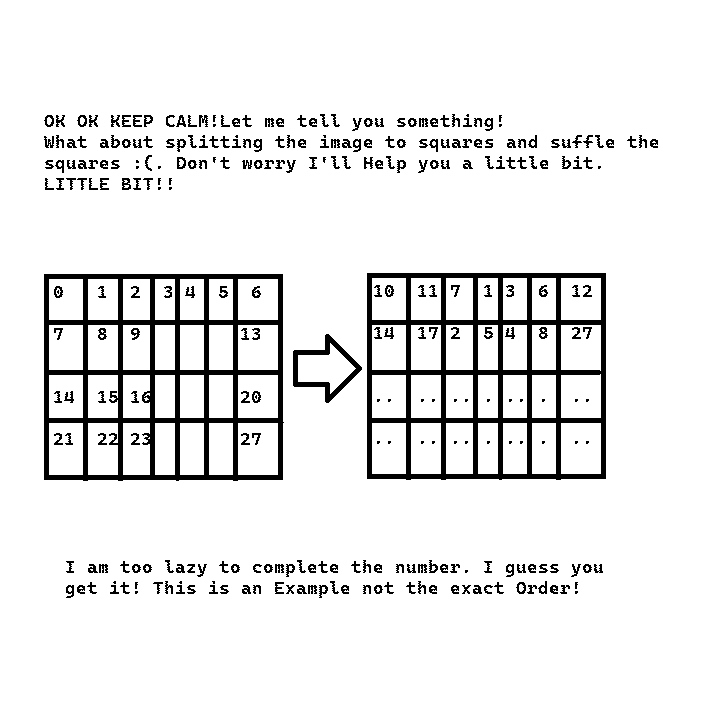 OK OK KEEP CALM!Let me tell you something!
What about splitting the image to squares and suffle the
squares :(. Don't worry I'll Help you a little bit.
LITTLE BIT!!
0 1 2 3 4 5 6
7 8 9 13
14 15 16 20
21 22 23 27
10 11 7 1 3 6 12
14 17 2 5 4 8 27
.. .. .. . .. . ..
.. .. .. . .. . ..
I am too lazy to complete the number. I guess you
get it! This is an Example not the exact Order!